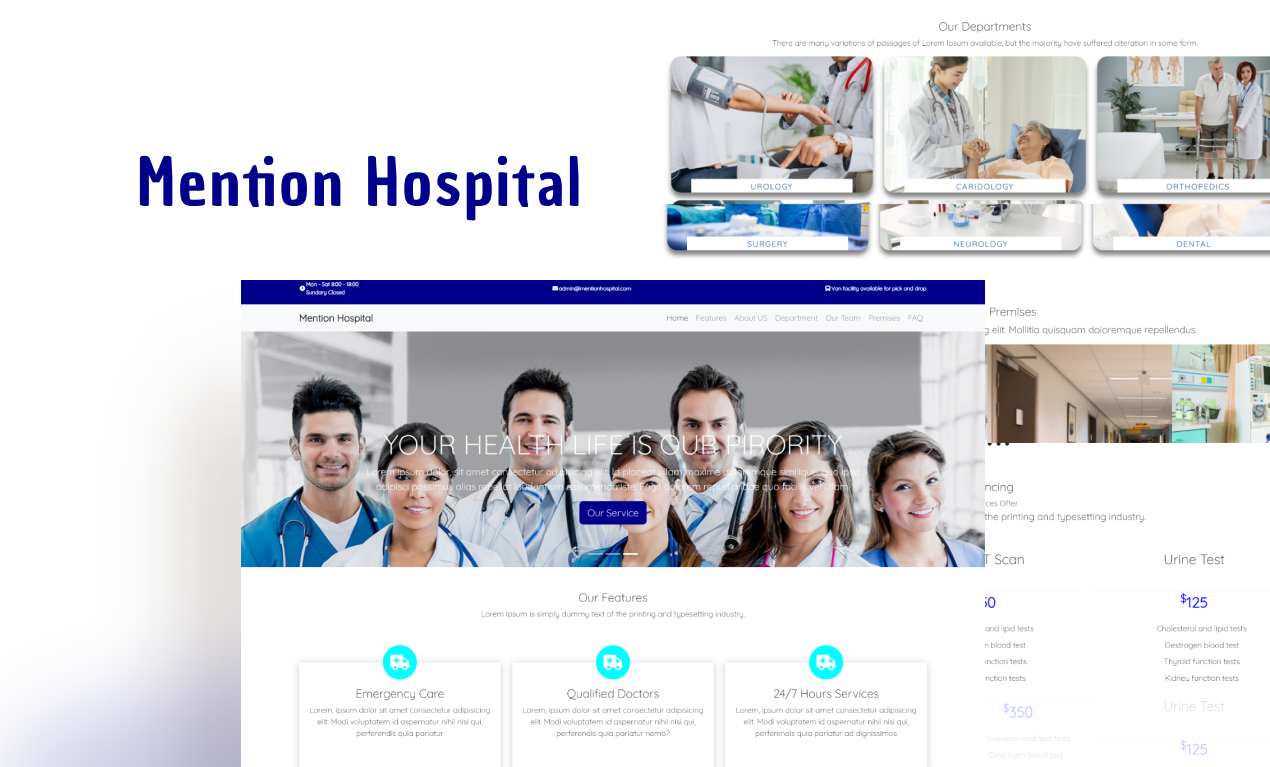 Our Departments
There are many variations of passages of Lorem Ipsum available, but the majority have suffered alteration in some form.
UROLOGY
CARIDOLOGY
ORTHOPEDICS
SURGERY
NEUROLOGY
DENTAL
Mention Hospital
Mon - Sat 8:00 - 18:00
Sundary Closed
admin@mentionhospital.com
Van facility available for pick and drop
Mention Hospital
Home Features About US Department Our Team Premises FAQ
YOUR HEALTH LIFE IS OUR PIRORITY
Lorem ipsum dolor, sit amet consectetur adipisicing elit. Id placeat ullam maxime doloremque similique, quo
adipisci possimus alias repellat laudantium assumenda iste. Fugit dolorem quo facilis vel ullam
Our Service
Our Features
Lorem Ipsum is simply dummy text of the printing and typesetting industry.
Emergency Care
Lorem, ipsum dolor sit amet consectetur adipisicing
elit. Modi voluptatem id aspernatur nihil nisi qui,
perferendis quia pariatur
Qualified Doctors
Lorem, ipsum dolor sit amet consectetur adipisicing
elit. Modi voluptatem id aspernatur nihil nisi qui,
perferendis quia pariatur nemo?
24/7 Hours Services
Lorem, ipsum dolor sit amet consectetur adipisicing
elit. Modi voluptatem id aspernatur nihil nisi qui,
perferendis quia pariatur ad dignissimos
Premises
g elit. Mollitia quisquam doloremque repellendus.
ncing
ces Offer
the printing and typesetting industry.
T Scan
50
and lipid tests
n blood test
unction tests
nction tests
$350
holesterol and lipid tests
Oestrogen blood test
Urine Test
$125
Cholesterol and lipid tests
Oestrogen blood test
Thyroid function tests
Kidney function tests
Urine Test
$125